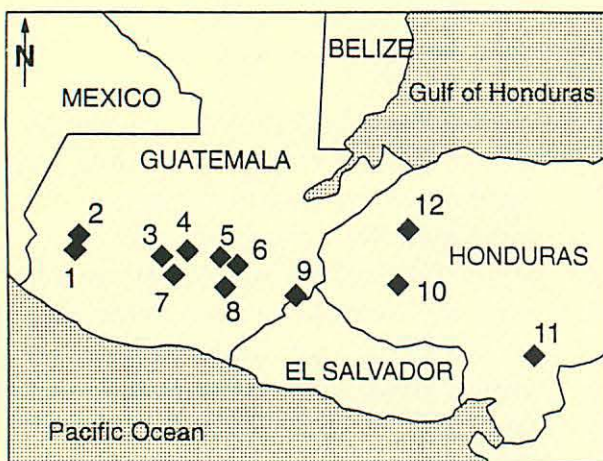 BELIZE
N
Gulf of Honduras
MEXICO
GUATEMALA
2
12
3 4 5 6
HONDURAS
1
7
8
9
10
11
EL SALVADOR
Pacific Ocean